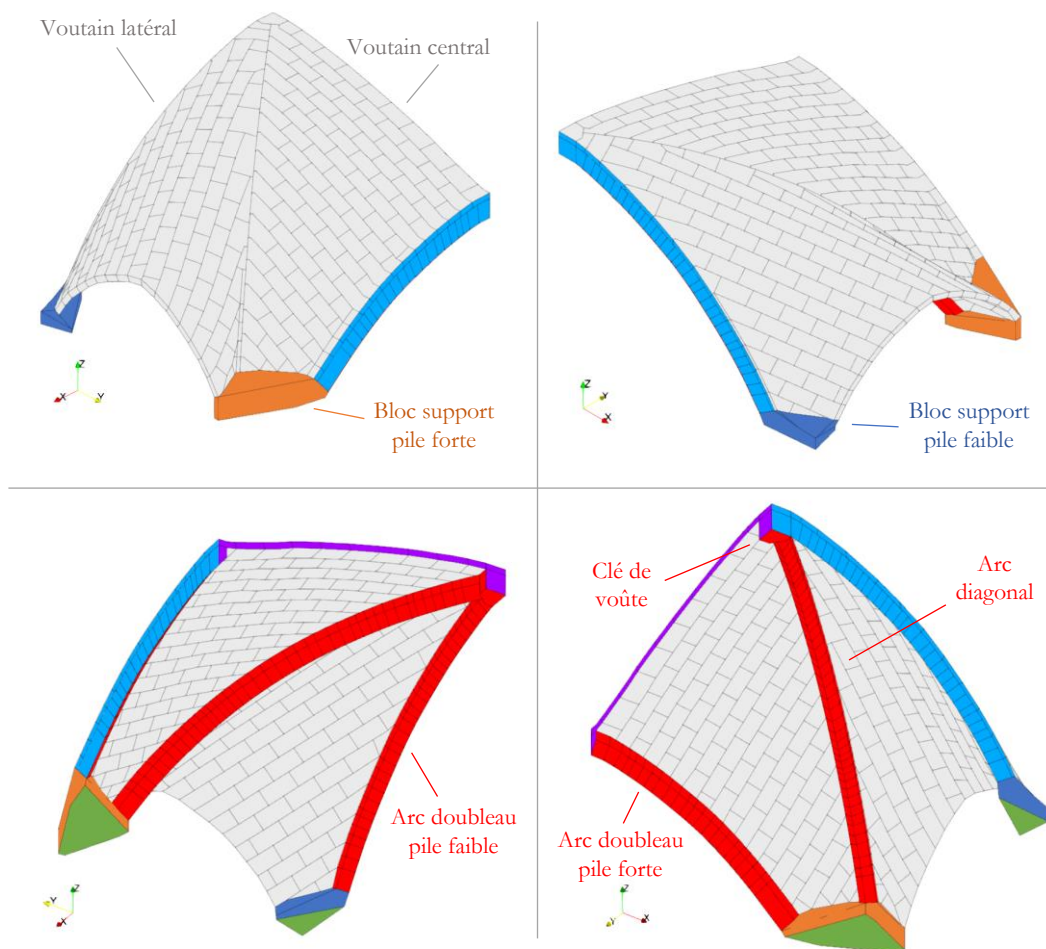 Voutain latéral
Voutain central
Bloc support
pile forte
Z
X
Y
Bloc support
pile faible
Z
Y
X
Arc doubleau
pile faible
Z
Y
X
Clé de
voûte
Arc
diagonal
Arc doubleau
pile forte
Z
Y
X